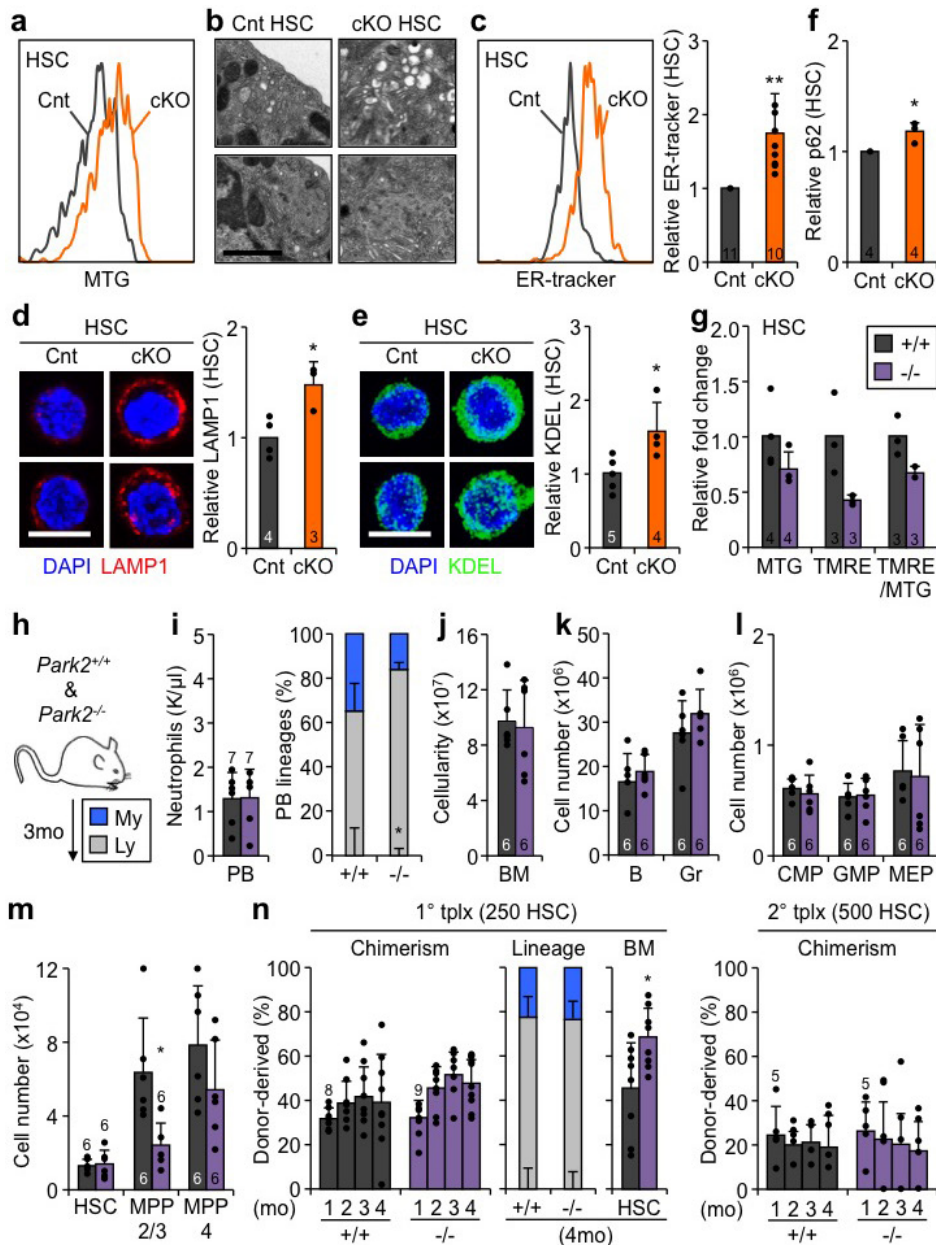 a
HSC
Cnt
cKO
MTG
b
Cnt HSC
cKO HSC
c
HSC
Cnt
cKO
ER-tracker
Relative ER-tracker (HSC)
3
2
1
0
**
11
10
Cnt cKO
f
Relative p62 (HSC)
2
1
0
*
4
4
Cnt cKO
d
HSC
Cnt
cKO
DAPI LAMP1
Relative LAMP1 (HSC)
2
1
0
*
4
3
Cnt cKO
e
HSC
Cnt
cKO
DAPI KDEL
Relative KDEL (HSC)
3
2
1
0
*
5
4
Cnt cKO
g
HSC
+/+
-/-
Relative fold change
2.0
1.5
1.0
0.5
0
4
4
3
3
3
3
MTG
TMRE
TMRE
/MTG
h
Park2+/+
&
Park2-/-
3mo
My
Ly
i
Neutrophils (K/µl)
5
4
3
2
1
0
7
7
PB
PB lineages (%)
100
80
60
40
20
0
*
+/+
-/-
j
Cellularity (x10⁷)
16
12
8
4
0
6
6
BM
k
Cell number (x10⁶)
50
40
30
20
10
0
6
6
6
6
B
Gr
l
Cell number (x10⁶)
2
1
0
6
6
6
6
6
6
CMP
GMP
MEP
m
Cell number (x10⁴)
12
8
4
0
6
6
6
6
*
6
6
HSC
MPP
2/3
MPP
4
n
1° tplx (250 HSC)
Chimerism
Lineage
BM
Donor-derived (%)
100
80
60
40
20
0
8
9
*
(mo)
1 2 3 4
1 2 3 4
+/+
-/-
+/+
-/-
(4mo)
HSC
2° tplx (500 HSC)
Chimerism
Donor-derived (%)
100
80
60
40
20
0
5
5
(mo)
1 2 3 4
1 2 3 4
+/+
-/-